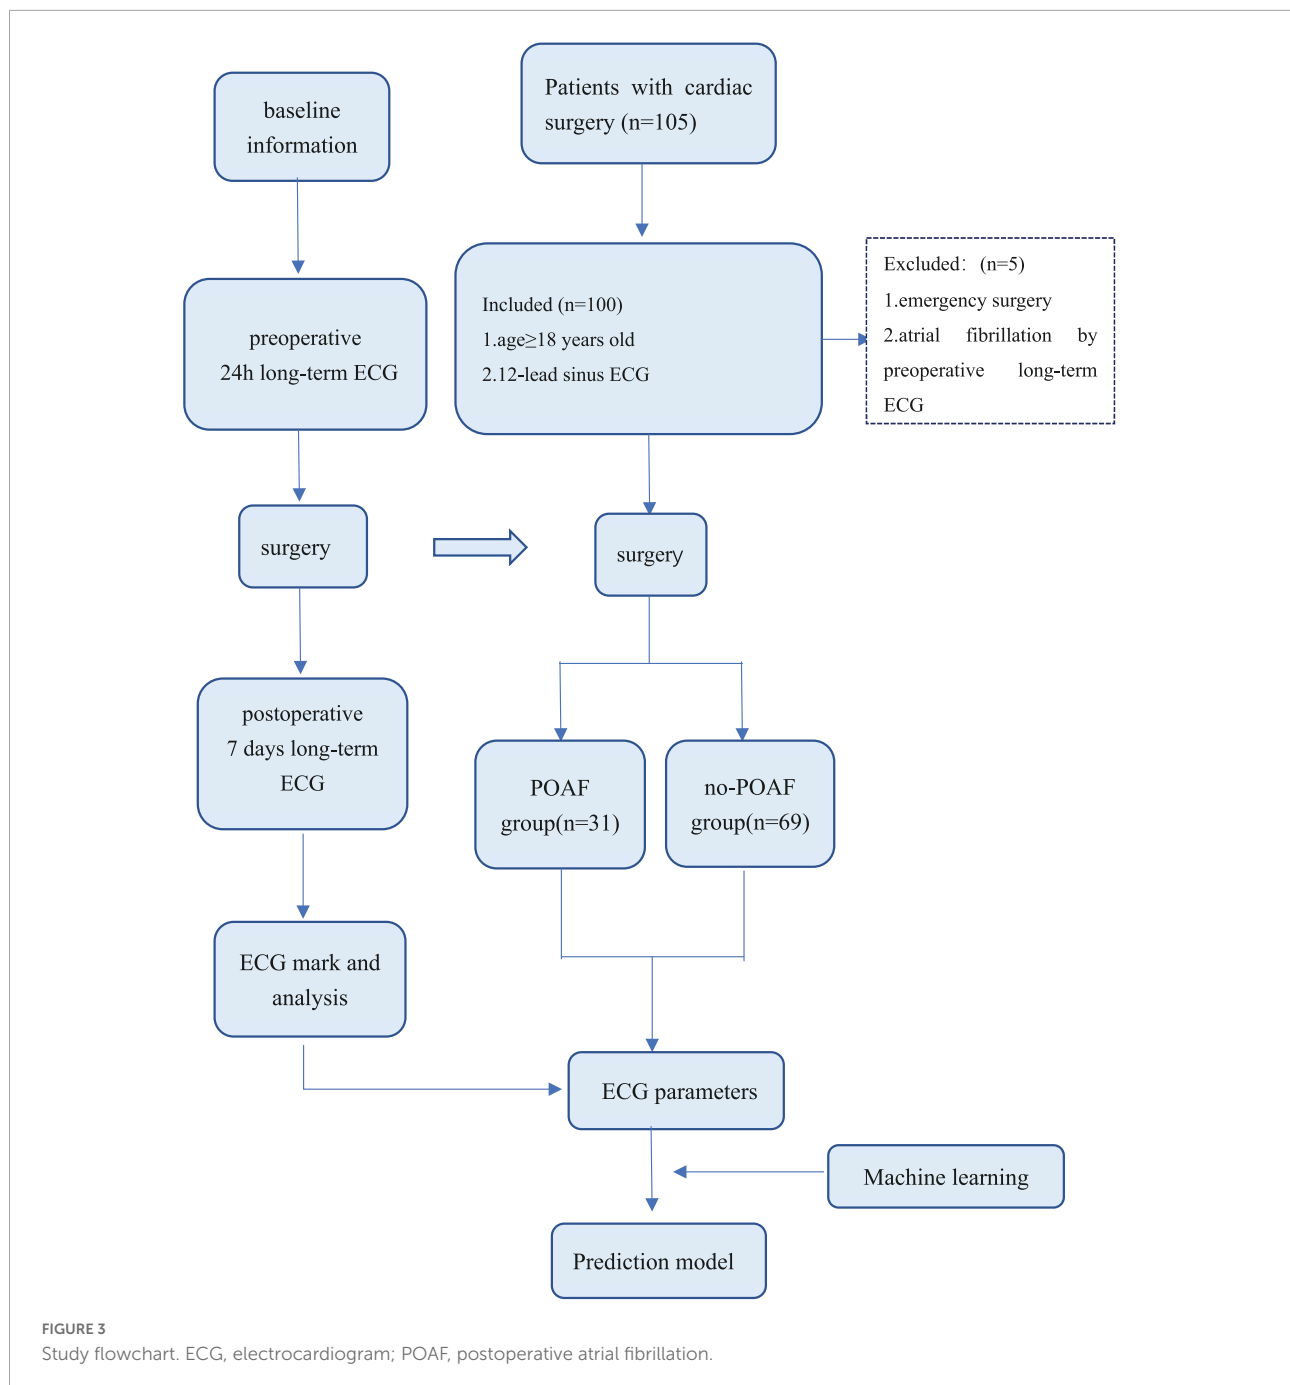 baseline
information
Patients with cardiac
surgery (n=105)
preoperative
24h long-term ECG
Included (n=100)
1.age≥18 years old
2.12-lead sinus ECG
Excluded：(n=5)
1.emergency surgery
2.atrial fibrillation by
preoperative long-term
ECG
surgery
surgery
postoperative
7 days long-term
ECG
POAF
group(n=31)
no-POAF
group(n=69)
ECG mark and
analysis
ECG parameters
Machine learning
Prediction model
FIGURE 3
Study flowchart. ECG, electrocardiogram; POAF, postoperative atrial fibrillation.